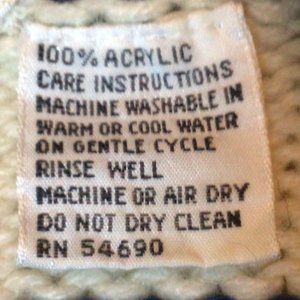 100% ACRYLIC
CARE INSTRUCTIONS
MACHINE WASHABLE IN
WARM OR COOL WATER
ON GENTLE CYCLE
RINSE WELL
MACHINE OR AIR DRY
DO NOT DRY CLEAN
RN 54690